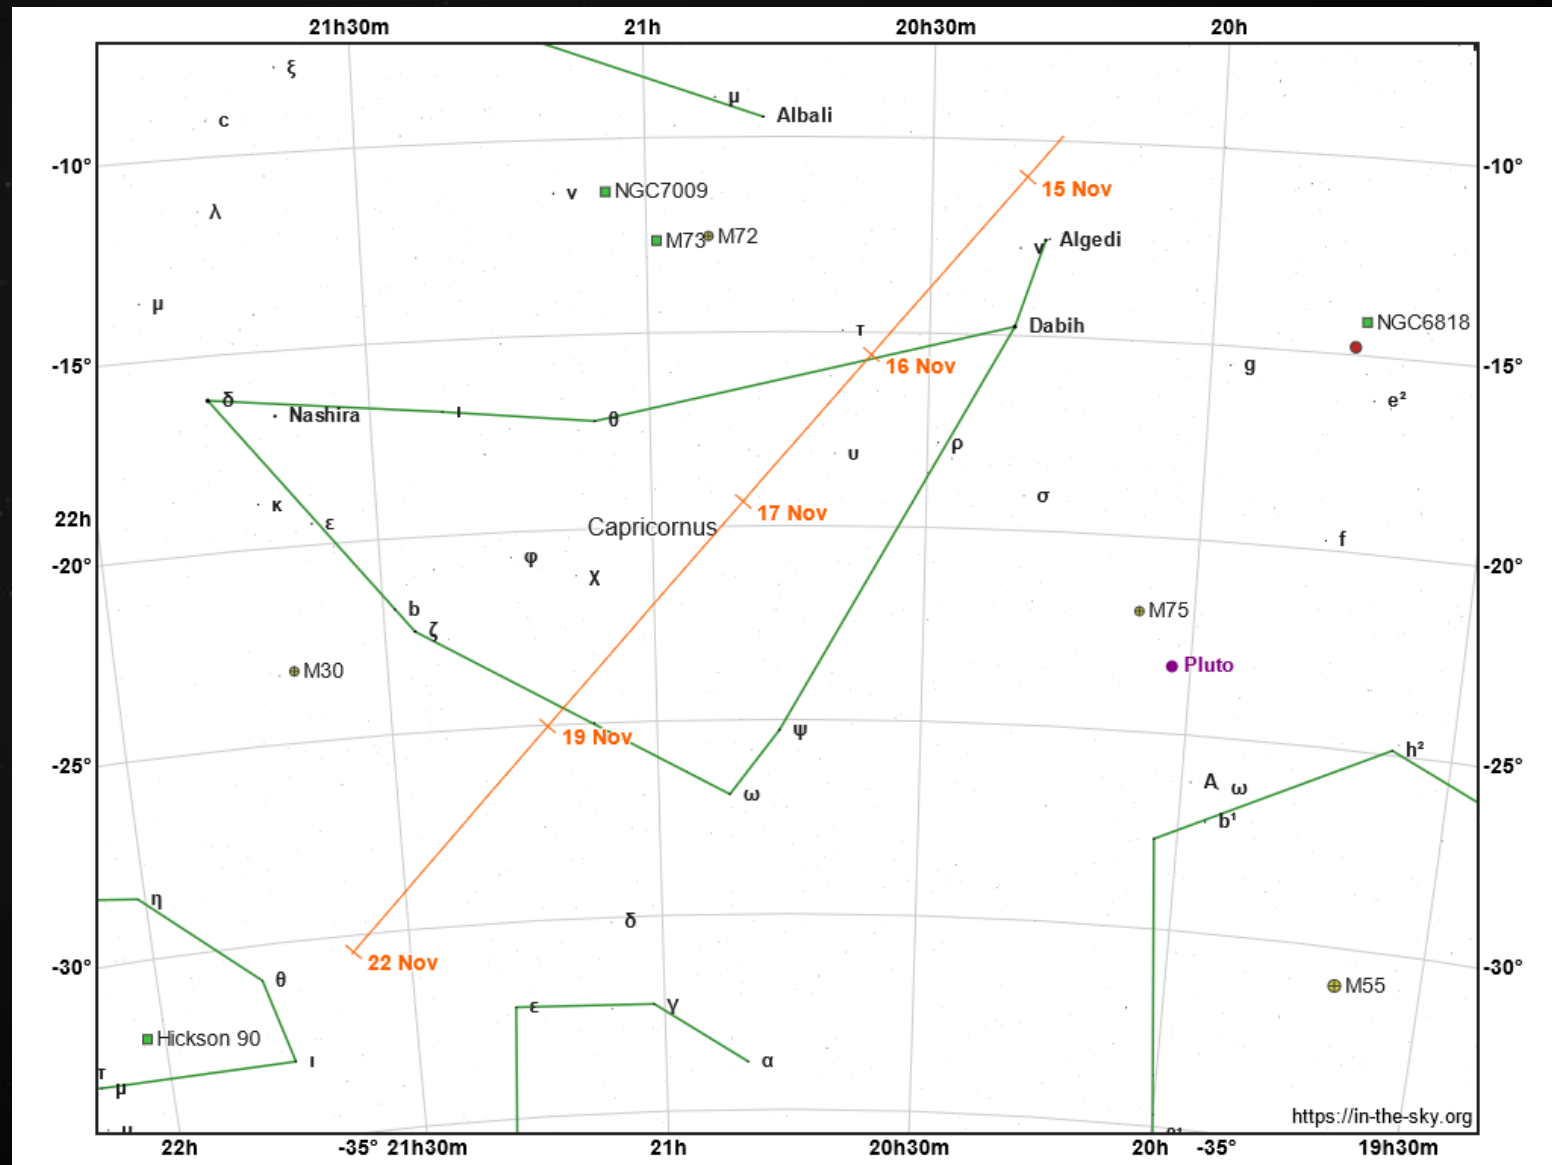 21h30m 21h 20h30m 20h
ξ
μ
Albali
c
-10° -10°
15 Nov
ν NGC7009
λ
M73 M72
ν Algedi
μ
τ Dabih NGC6818
-15° 16 Nov g -15°
δ
e²
Nashira ι θ
υ ρ
σ
κ
17 Nov
22h ε
Capricornus
f
φ
-20° -20°
χ
b
M75
ζ
M30 Pluto
19 Nov ψ
h²
-25° -25°
A ω
ω
b¹
η
δ
22 Nov
-30° -30°
θ
M55
ε γ
Hickson 90
ι α
τ
μ
https://in-the-sky.org
22h -35° 21h30m 21h 20h30m 20h -35° 19h30m